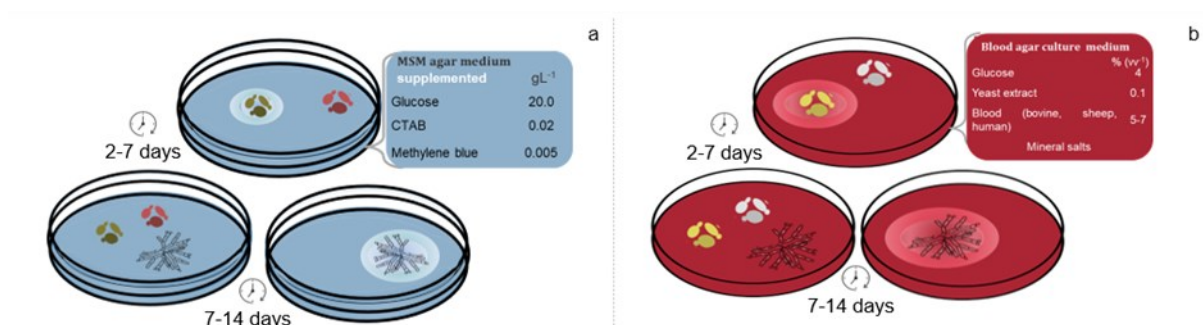 a
MSM agar medium
supplemented gL-1
Glucose 20.0
CTAB 0.02
Methylene blue 0.005
2-7 days
7-14 days
b
Blood agar culture medium
% (vv-1)
Glucose 4
Yeast extract 0.1
Blood (bovine, sheep,
human) 5-7
Mineral salts
2-7 days
7-14 days